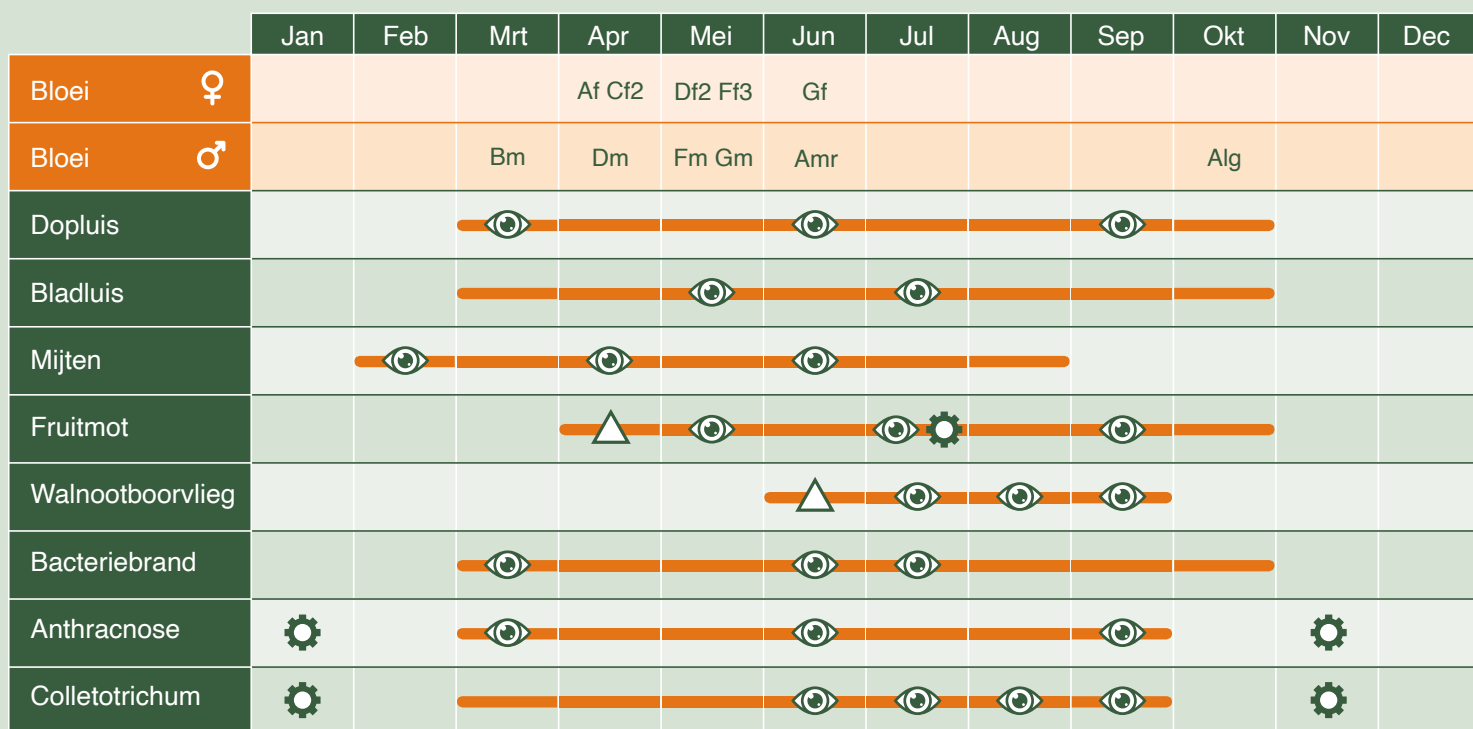 Jan Feb Mrt Apr Mei Jun Jul Aug Sep Okt Nov Dec
Bloei ♀ Af Cf2 Df2 Ff3 Gf
Bloei ♂ Bm Dm Fm Gm Amr Alg
Dopluis
Bladluis
Mijten
Fruitmot
Walnootboorvlieg
Bacteriebrand
Anthracnose
Colletotrichum